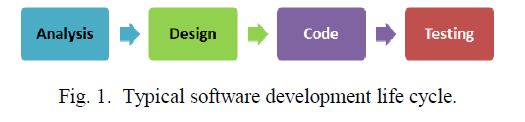 Analysis Design Code Testing
Fig. 1. Typical software development life cycle.